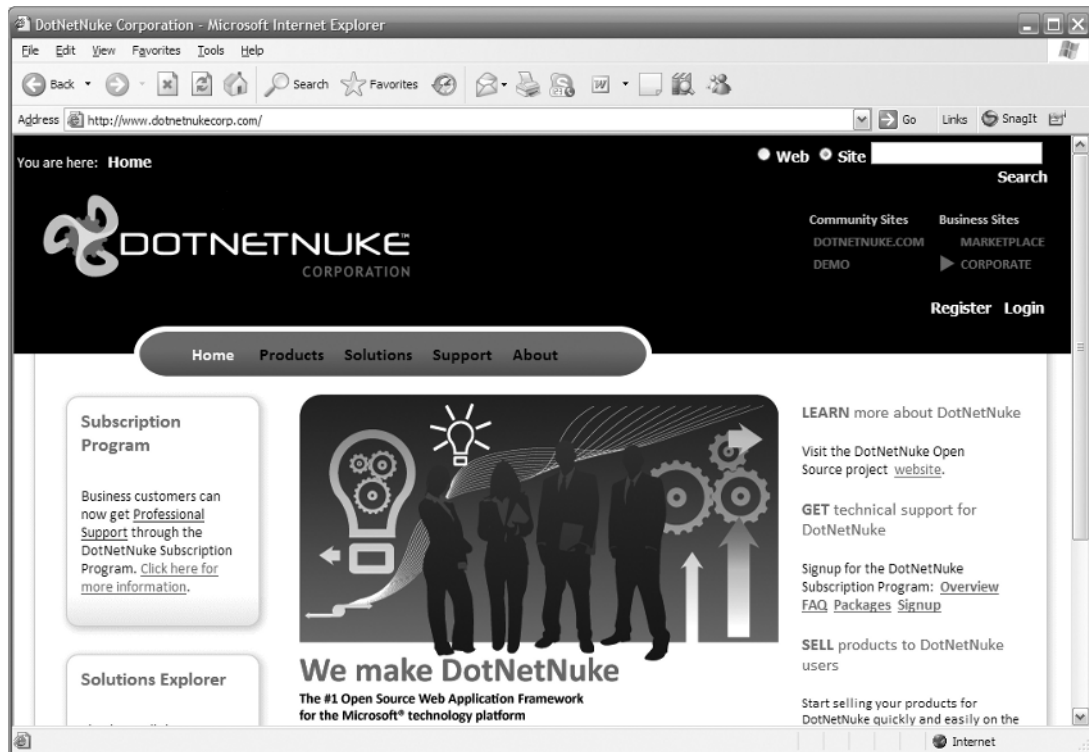 DotNetNuke Corporation - Microsoft Internet Explorer
File Edit View Favorites Tools Help
Back Search Favorites
Address http://www.dotnetnukecorp.com/ Go Links SnagIt
You are here: Home
Web Site
Search
DOTNETNUKE™
CORPORATION
Community Sites Business Sites
DOTNETNUKE.COM MARKETPLACE
DEMO CORPORATE
Register Login
Home Products Solutions Support About
Subscription
Program
Business customers can
now get Professional
Support through the
DotNetNuke Subscription
Program. Click here for
more information.
Solutions Explorer
We make DotNetNuke
The #1 Open Source Web Application Framework
for the Microsoft® technology platform
LEARN more about DotNetNuke
Visit the DotNetNuke Open
Source project website.
GET technical support for
DotNetNuke
Signup for the DotNetNuke
Subscription Program: Overview
FAQ Packages Signup
SELL products to DotNetNuke
users
Start selling your products for
DotNetNuke quickly and easily on the
Internet